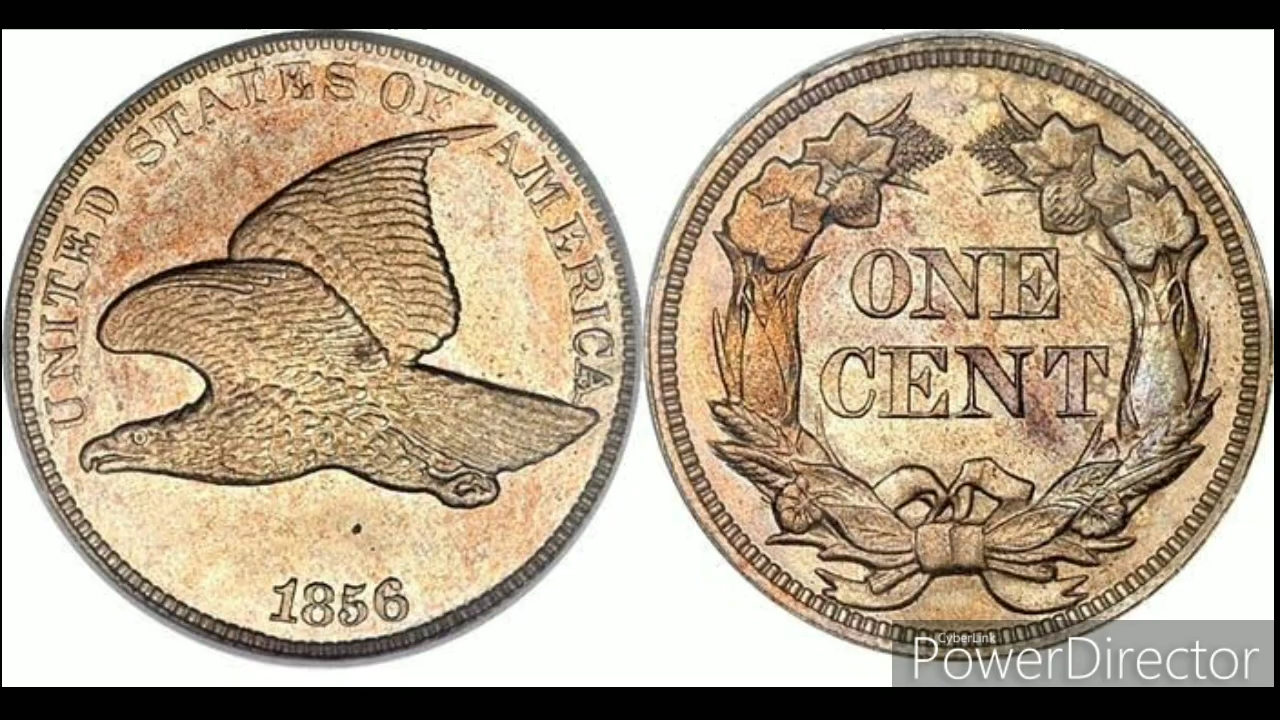 UNITED STATES OF AMERICA
1856
ONE
CENT
CyberLink
PowerDirector